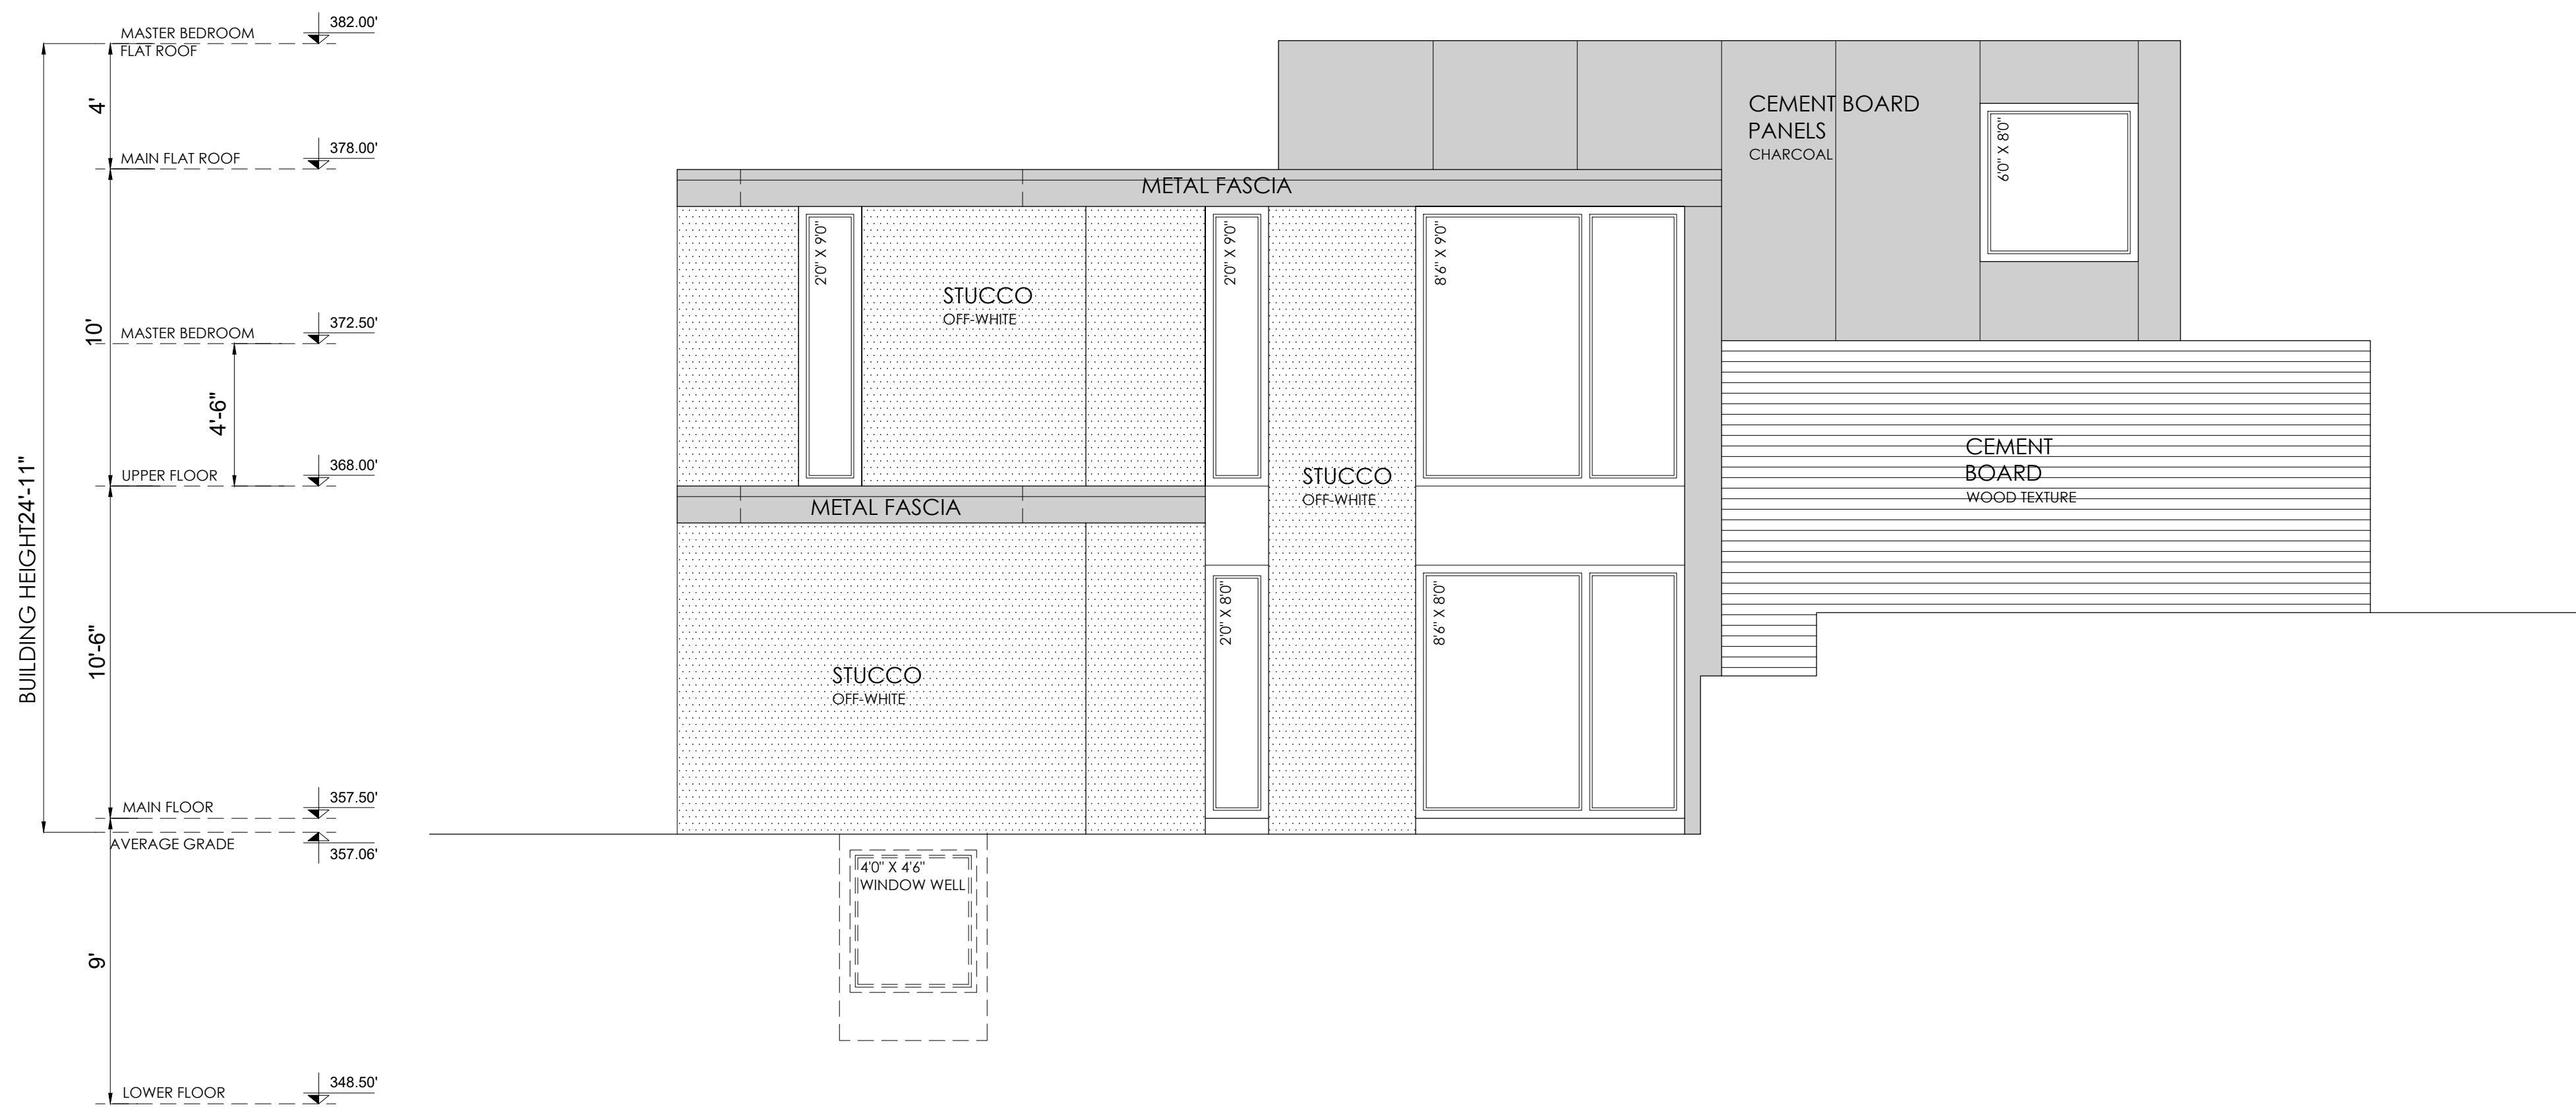 MASTER BEDROOM
FLAT ROOF
382.00'
4'
MAIN FLAT ROOF
378.00'
10'
MASTER BEDROOM
372.50'
4'-6"
UPPER FLOOR
368.00'
BUILDING HEIGHT24'-11"
10'-6"
MAIN FLOOR
357.50'
AVERAGE GRADE
357.06'
9'
LOWER FLOOR
348.50'
CEMENT BOARD
PANELS
CHARCOAL
6'0" X 8'0"
METAL FASCIA
2'0" X 9'0"
STUCCO
OFF-WHITE
2'0" X 9'0"
8'6" X 9'0"
STUCCO
OFF-WHITE
CEMENT
BOARD
WOOD TEXTURE
METAL FASCIA
2'0" X 8'0"
8'6" X 8'0"
STUCCO
OFF-WHITE
4'0" X 4'6"
WINDOW WELL